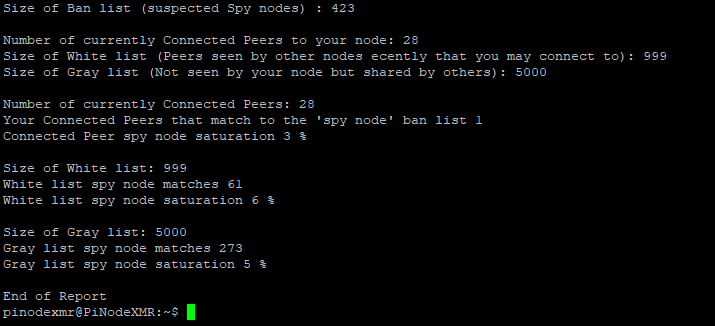 Size of Ban list (suspected Spy nodes) : 423
Number of currently Connected Peers to your node: 28
Size of White list (Peers seen by other nodes ecently that you may connect to): 999
Size of Gray list (Not seen by your node but shared by others): 5000
Number of currently Connected Peers: 28
Your Connected Peers that match to the 'spy node' ban list 1
Connected Peer spy node saturation 3 %
Size of White list: 999
White list spy node matches 61
White list spy node saturation 6 %
Size of Gray list: 5000
Gray list spy node matches 273
Gray list spy node saturation 5 %
End of Report
pinodexmr@PiNodeXMR:~$